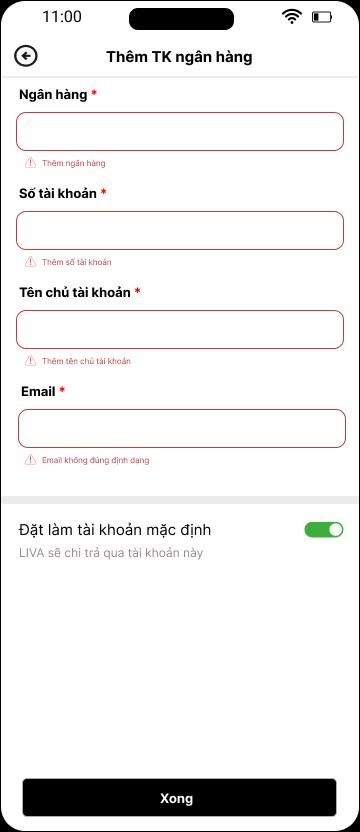 11:00
Thêm TK ngân hàng
Ngân hàng *
Thêm ngân hàng
Số tài khoản *
Thêm số tài khoản
Tên chủ tài khoản *
Thêm tên chủ tài khoản
Email *
Email không đúng định dạng
Đặt làm tài khoản mặc định
LIVA sẽ chi trả qua tài khoản này
Xong